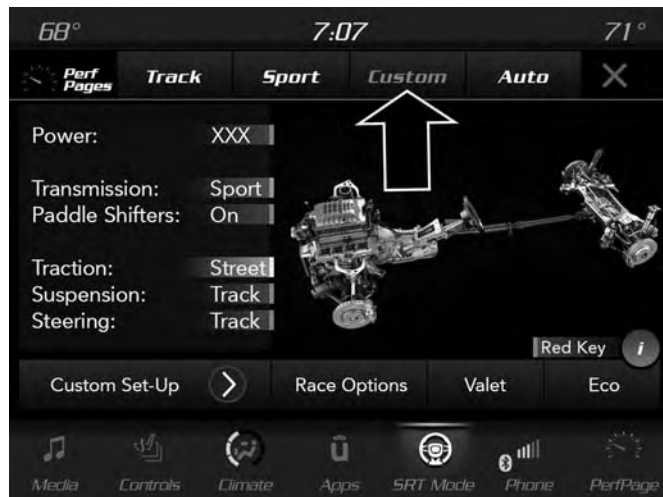 68° 7:07 71°
Perf Pages Track Sport Custom Auto X
Power: XXX
Transmission: Sport
Paddle Shifters: On
Traction: Street
Suspension: Track
Steering: Track
Red Key i
Custom Set-Up > Race Options Valet Eco
Media Controls Climate Apps SRT Mode Phone PerfPage